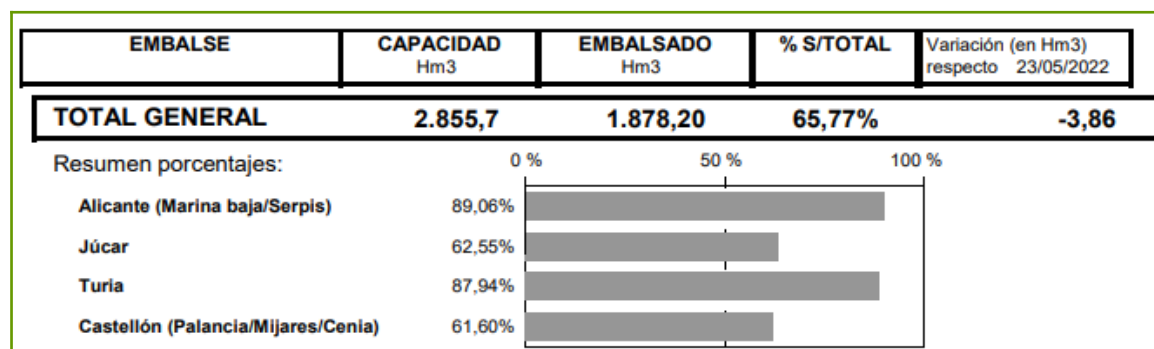 EMBALSE CAPACIDAD EMBALSADO % S/TOTAL Variación (en Hm3)
Hm3 Hm3 respecto 23/05/2022
TOTAL GENERAL 2.855,7 1.878,20 65,77% -3,86
Resumen porcentajes: 0 % 50 % 100 %
Alicante (Marina baja/Serpis) 89,06%
Júcar 62,55%
Turia 87,94%
Castellón (Palancia/Mijares/Cenia) 61,60%